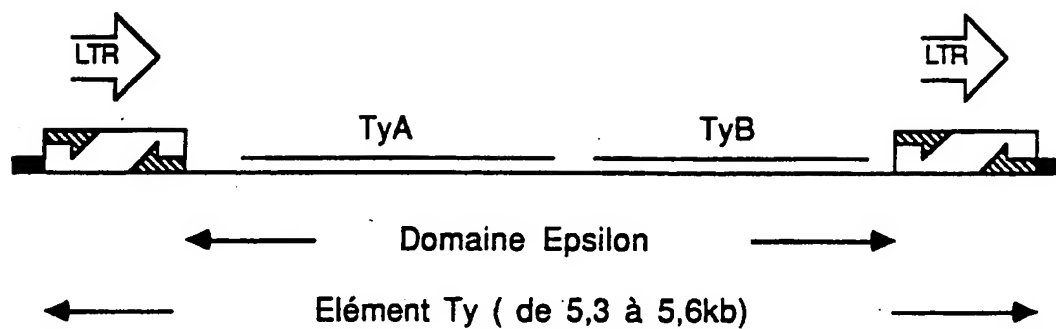 LTR LTR
TyA TyB
Domaine Epsilon
Elément Ty ( de 5,3 à 5,6kb)